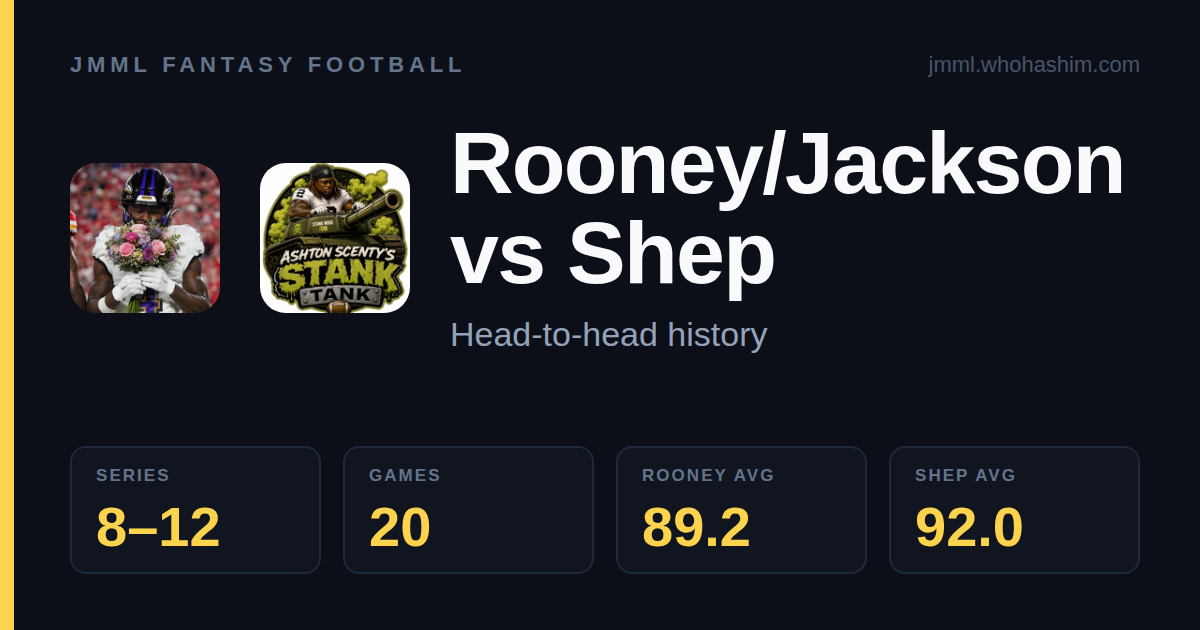 JMML FANTASY FOOTBALL
jmml.whohashim.com
Rooney/Jackson
vs Shep
Head-to-head history
2
ASHTON SCENTY'S
STANK
TANK
SERIES
8–12
GAMES
20
ROONEY AVG
89.2
SHEP AVG
92.0